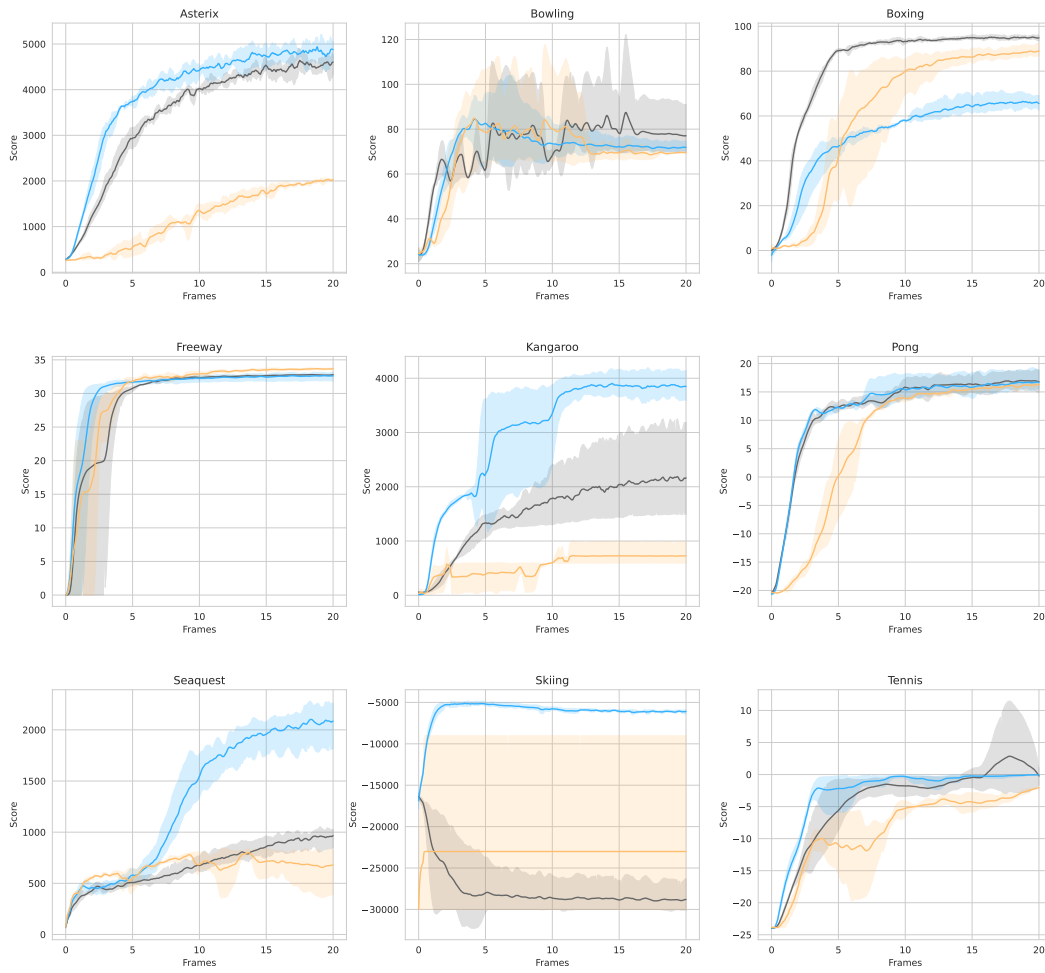 Asterix
Score
5000
4000
3000
2000
1000
0
0 5 10 15 20
Frames
Bowling
Score
120
100
80
60
40
20
0 5 10 15 20
Frames
Boxing
Score
100
80
60
40
20
0
0 5 10 15 20
Frames
Freeway
Score
35
30
25
20
15
10
5
0
0 5 10 15 20
Frames
Kangaroo
Score
4000
3000
2000
1000
0
0 5 10 15 20
Frames
Pong
Score
20
15
10
5
0
−5
−10
−15
−20
0 5 10 15 20
Frames
Seaquest
Score
2000
1500
1000
500
0
0 5 10 15 20
Frames
Skiing
Score
−5000
−10000
−15000
−20000
−25000
−30000
0 5 10 15 20
Frames
Tennis
Score
10
5
0
−5
−10
−15
−20
−25
0 5 10 15 20
Frames